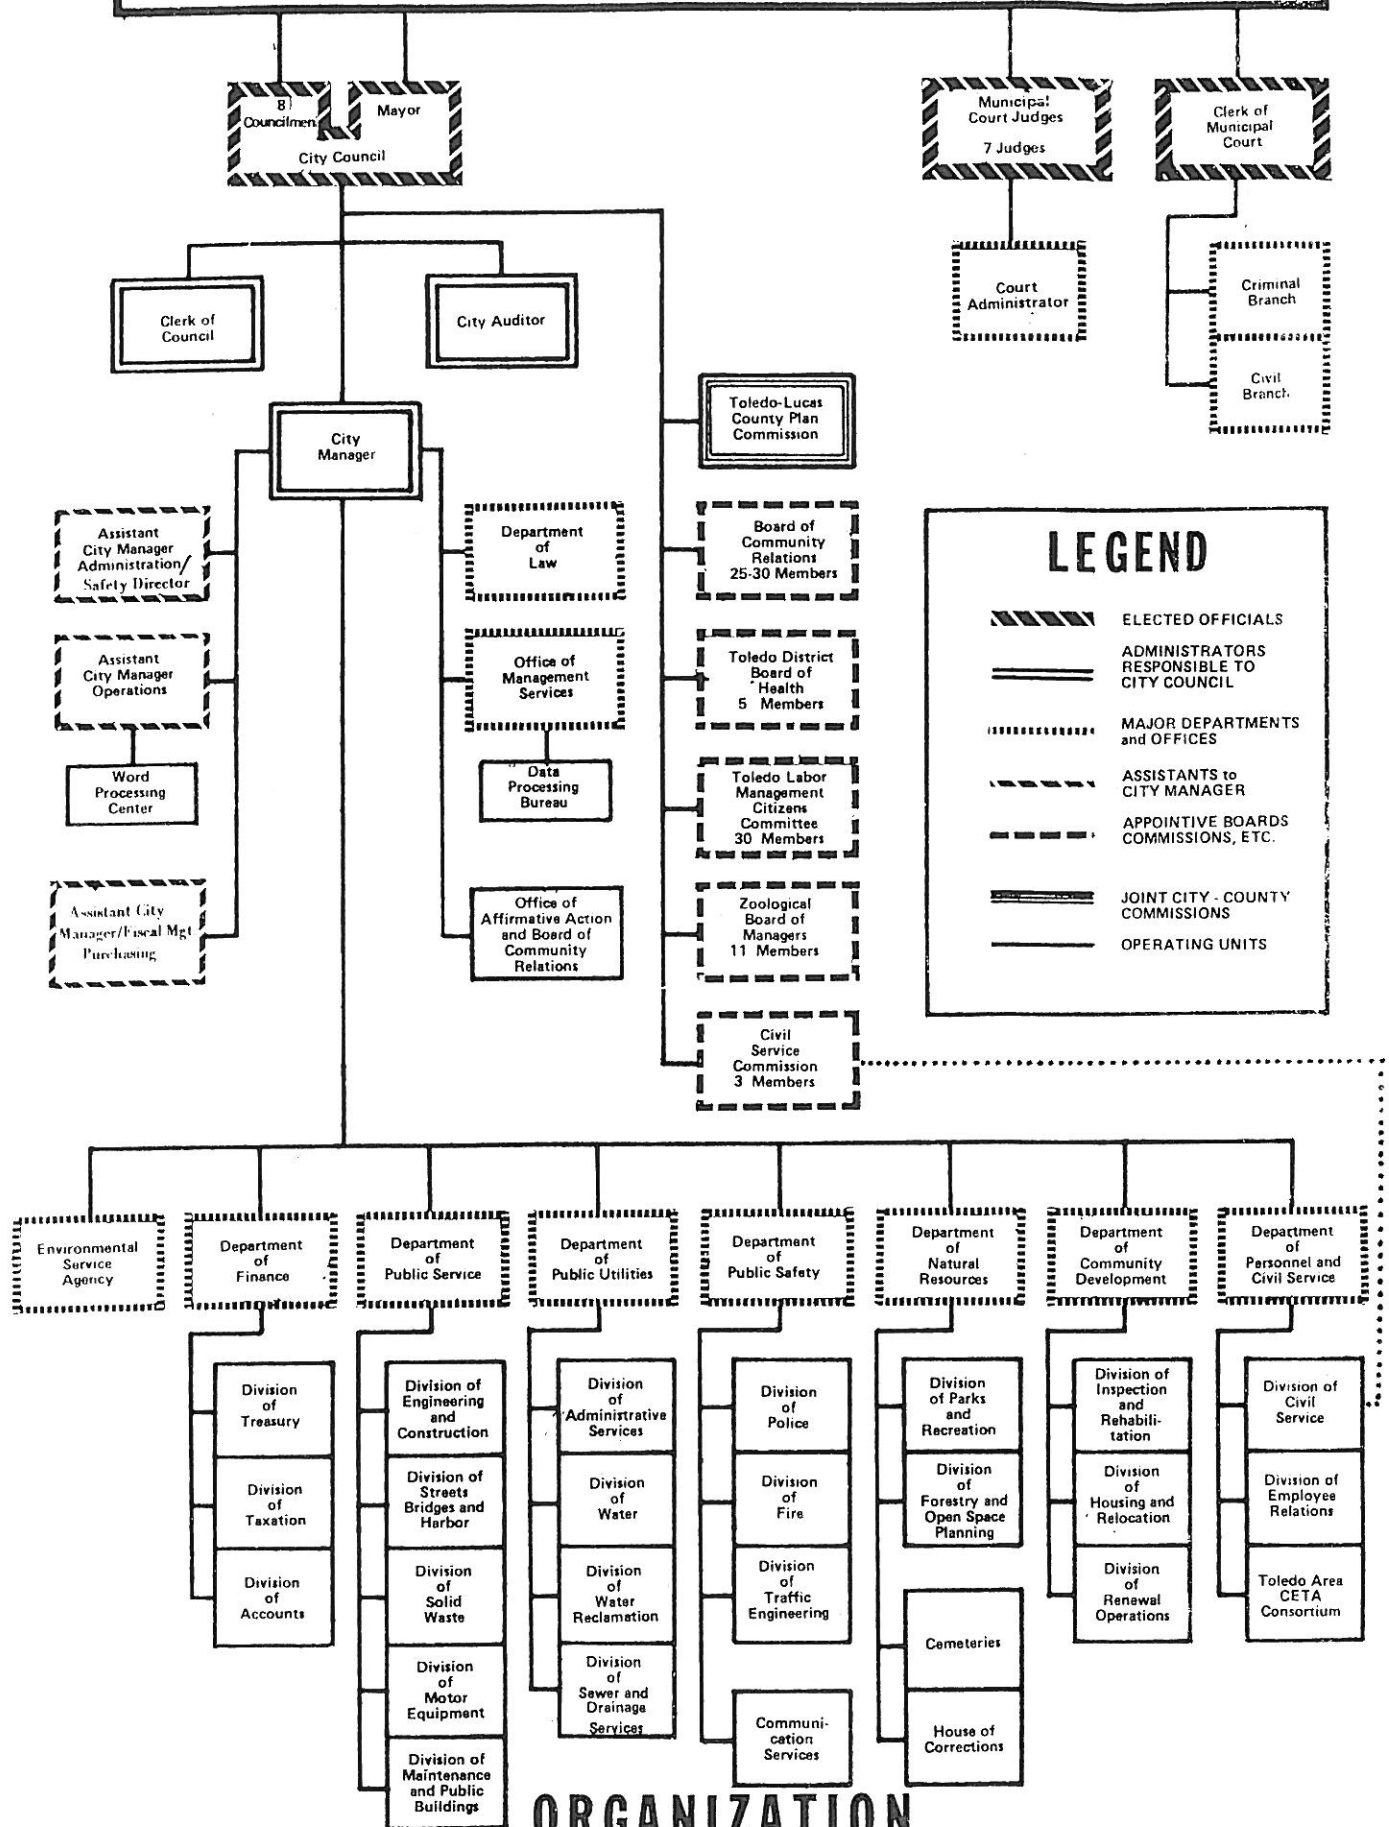 8
Councilmen
Mayor
City Council
Municipal
Court Judges
7 Judges
Clerk of
Municipal
Court
Clerk of
Council
City Auditor
Court
Administrator
Criminal
Branch
Civil
Branch
City
Manager
Toledo-Lucas
County Plan
Commission
Assistant
City Manager
Administration/
Safety Director
Department
of
Law
Board of
Community
Relations
25-30 Members
Assistant
City Manager
Operations
Office of
Management
Services
Toledo District
Board of
Health
5 Members
Word
Processing
Center
Data
Processing
Bureau
Toledo Labor
Management
Citizens
Committee
30 Members
Assistant City
Manager/Fiscal Mgt
Purchasing
Office of
Affirmative Action
and Board of
Community
Relations
Zoological
Board of
Managers
11 Members
Civil
Service
Commission
3 Members
LEGEND
ELECTED OFFICIALS
ADMINISTRATORS
RESPONSIBLE TO
CITY COUNCIL
MAJOR DEPARTMENTS
and OFFICES
ASSISTANTS to
CITY MANAGER
APPOINTIVE BOARDS
COMMISSIONS, ETC.
JOINT CITY - COUNTY
COMMISSIONS
OPERATING UNITS
Environmental
Service
Agency
Department
of
Finance
Department
of
Public Service
Department
of
Public Utilities
Department
of
Public Safety
Department
of
Natural
Resources
Department
of
Community
Development
Department
of
Personnel and
Civil Service
Division
of
Treasury
Division
of
Taxation
Division
of
Accounts
Division of
Engineering
and
Construction
Division of
Streets
Bridges and
Harbor
Division
of
Solid
Waste
Division
of
Motor
Equipment
Division of
Maintenance
and Public
Buildings
Division
of
Administrative
Services
Division
of
Water
Division
of
Water
Reclamation
Division
of
Sewer and
Drainage
Services
Division
of
Police
Division
of
Fire
Division
of
Traffic
Engineering
Communi-
cation
Services
Division
of Parks
and
Recreation
Division
of
Forestry and
Open Space
Planning
Cemeteries
House of
Corrections
Division of
Inspection
and
Rehabili-
tation
Division
of
Housing and
Relocation
Division
of
Renewal
Operations
Division of
Civil
Service
Division of
Employee
Relations
Toledo Area
CETA
Consortium
ORGANIZATION